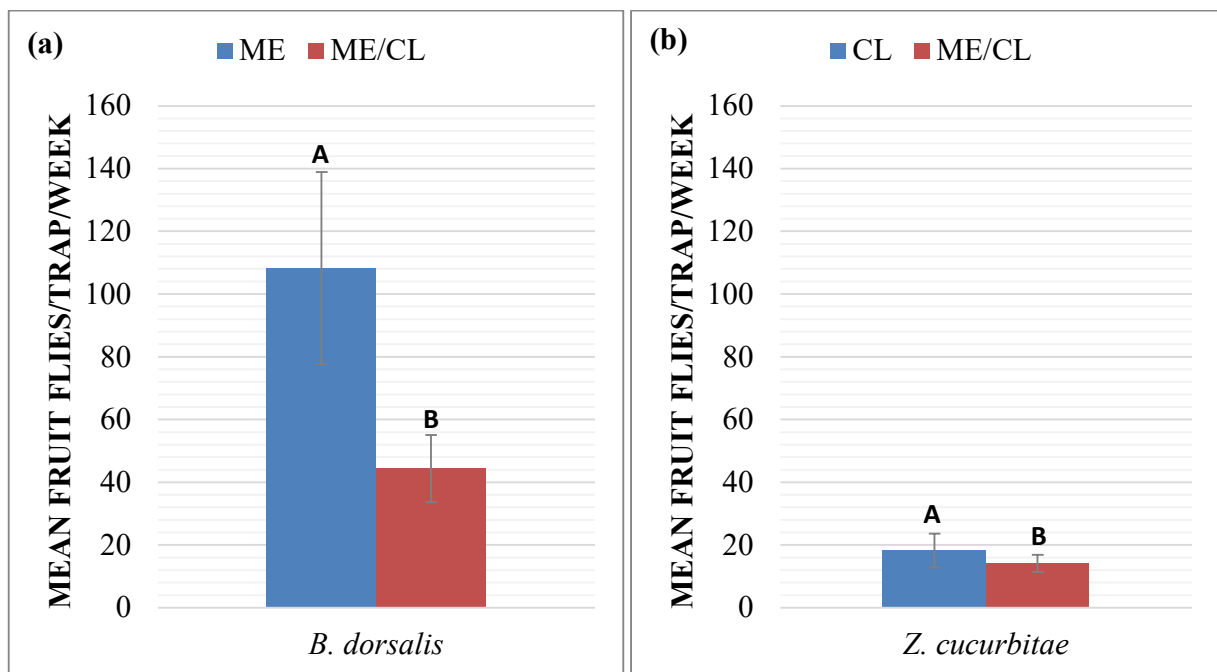 (a)
ME ME/CL
MEAN FRUIT FLIES/TRAP/WEEK
160
140
120
100
80
60
40
20
0
A
B
B. dorsalis
(b)
CL ME/CL
MEAN FRUIT FLIES/TRAP/WEEK
160
140
120
100
80
60
40
20
0
A
B
Z. cucurbitae